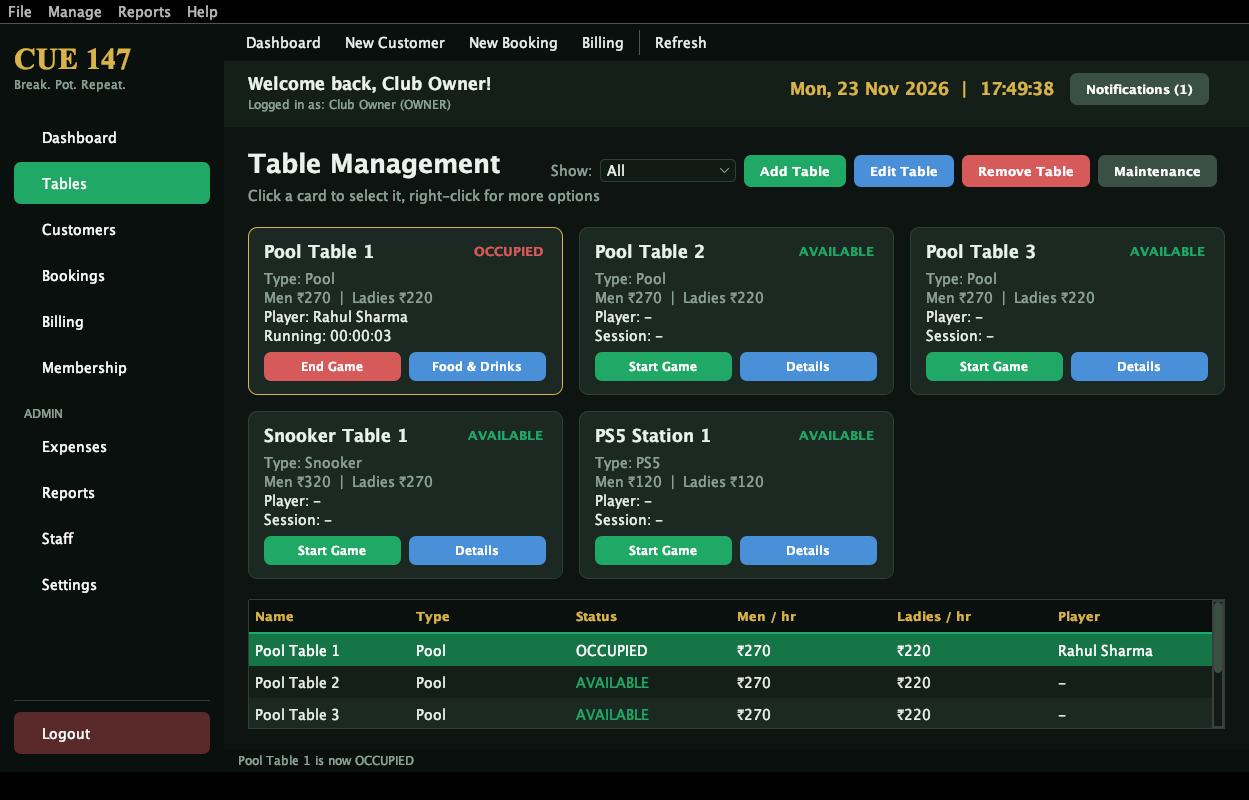 File Manage Reports Help
CUE 147
Break. Pot. Repeat.
Dashboard
Tables
Customers
Bookings
Billing
Membership
ADMIN
Expenses
Reports
Staff
Settings
Logout
Dashboard New Customer New Booking Billing Refresh
Welcome back, Club Owner!
Logged in as: Club Owner (OWNER)
Mon, 23 Nov 2026 | 17:49:38
Notifications (1)
Table Management
Click a card to select it, right-click for more options
Show: All
Add Table
Edit Table
Remove Table
Maintenance
Pool Table 1 OCCUPIED
Type: Pool
Men ₹270 | Ladies ₹220
Player: Rahul Sharma
Running: 00:00:03
End Game Food & Drinks
Pool Table 2 AVAILABLE
Type: Pool
Men ₹270 | Ladies ₹220
Player: –
Session: –
Start Game Details
Pool Table 3 AVAILABLE
Type: Pool
Men ₹270 | Ladies ₹220
Player: –
Session: –
Start Game Details
Snooker Table 1 AVAILABLE
Type: Snooker
Men ₹320 | Ladies ₹270
Player: –
Session: –
Start Game Details
PS5 Station 1 AVAILABLE
Type: PS5
Men ₹120 | Ladies ₹120
Player: –
Session: –
Start Game Details
Name Type Status Men / hr Ladies / hr Player
Pool Table 1 Pool OCCUPIED ₹270 ₹220 Rahul Sharma
Pool Table 2 Pool AVAILABLE ₹270 ₹220 –
Pool Table 3 Pool AVAILABLE ₹270 ₹220 –
Pool Table 1 is now OCCUPIED